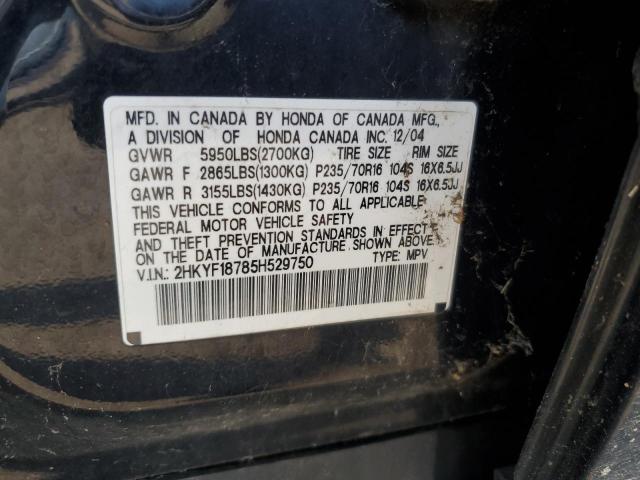 MFD. IN CANADA BY HONDA OF CANADA MFG.,
A DIVISION OF HONDA CANADA INC. 12/04
GVWR 5950LBS(2700KG) TIRE SIZE RIM SIZE
GAWR F 2865LBS(1300KG) P235/70R16 104S 16X6.5JJ
GAWR R 3155LBS(1430KG) P235/70R16 104S 16X6.5JJ
THIS VEHICLE CONFORMS TO ALL APPLICABLE
FEDERAL MOTOR VEHICLE SAFETY
AND THEFT PREVENTION STANDARDS IN EFFECT
ON THE DATE OF MANUFACTURE SHOWN ABOVE.
V.I.N.: 2HKYF18785H529750 TYPE: MPV